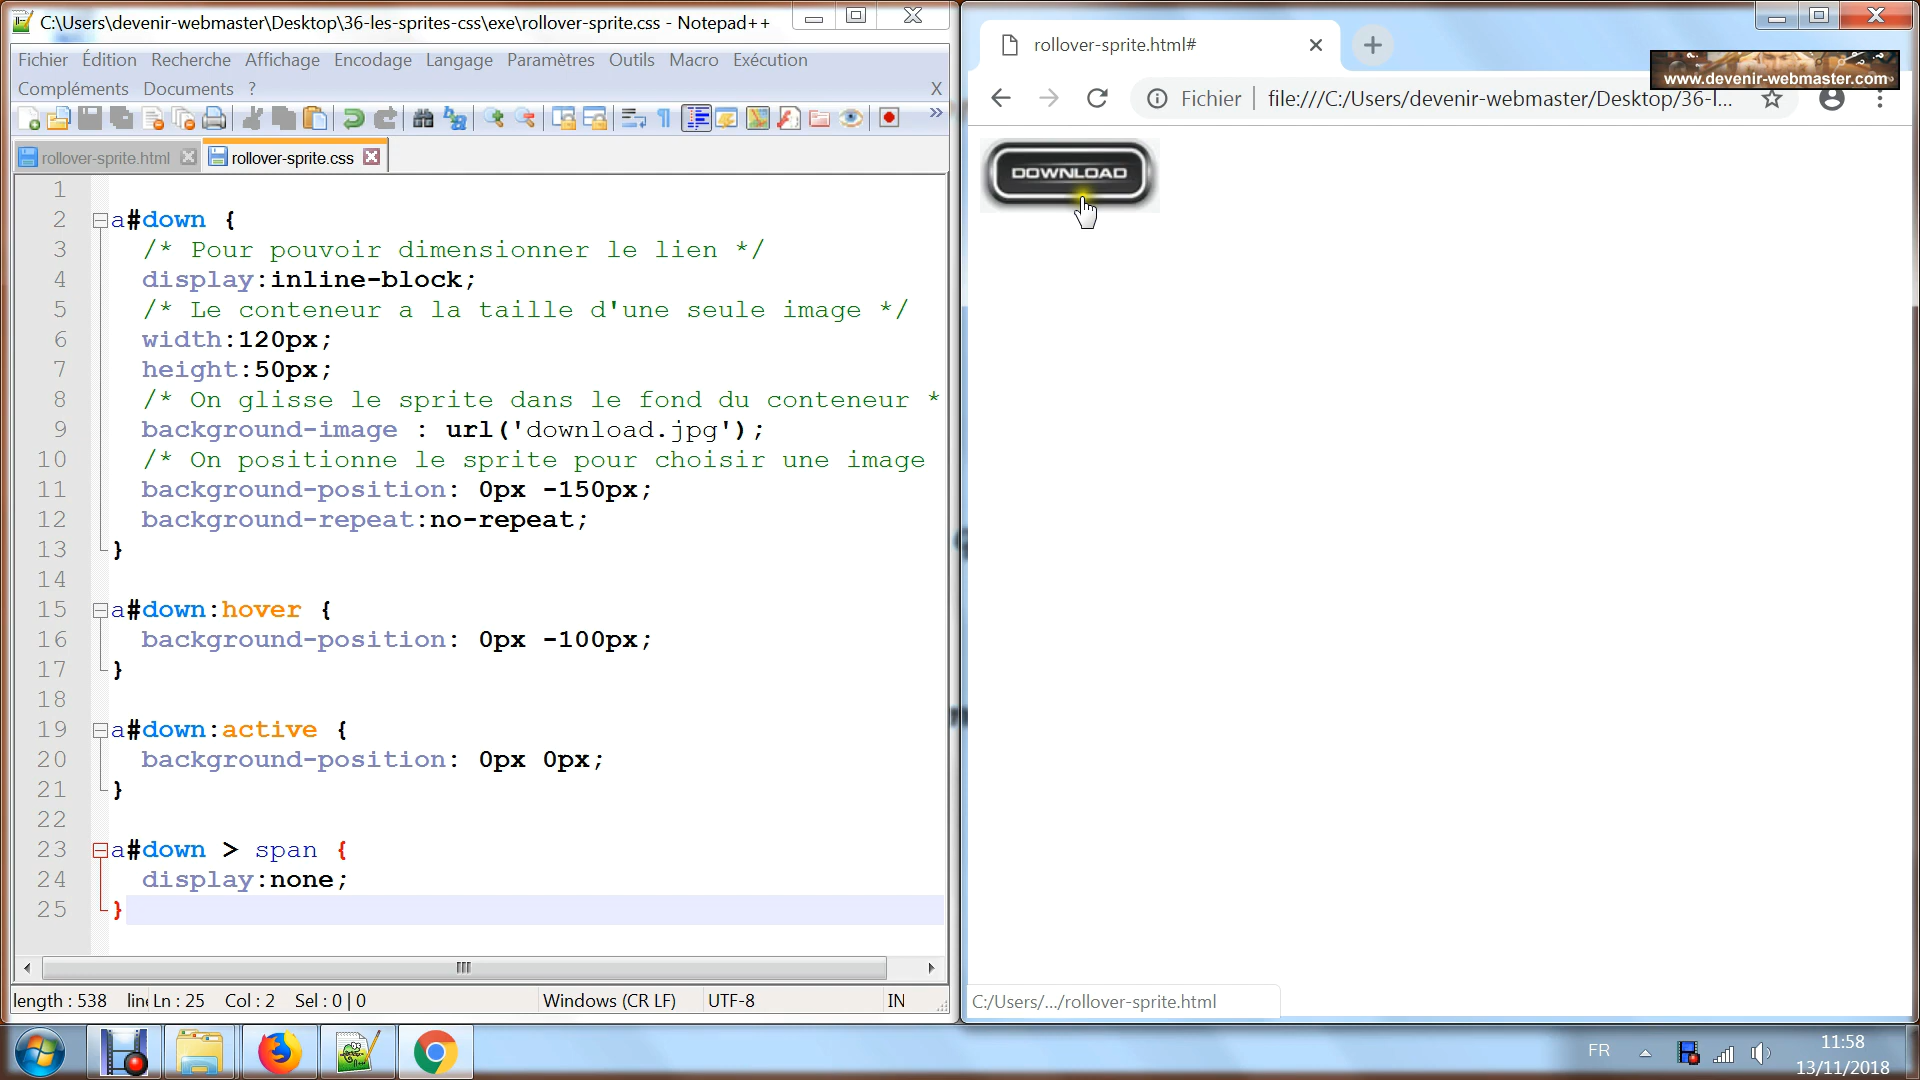 C:\Users\devenir-webmaster\Desktop\36-les-sprites-css\exe\rollover-sprite.css - Notepad++
Fichier Édition Recherche Affichage Encodage Langage Paramètres Outils Macro Exécution
Compléments Documents ? X
rollover-sprite.html rollover-sprite.css
1
2 a#down {
3 /* Pour pouvoir dimensionner le lien */
4 display:inline-block;
5 /* Le conteneur a la taille d'une seule image */
6 width:120px;
7 height:50px;
8 /* On glisse le sprite dans le fond du conteneur *
9 background-image : url('download.jpg');
10 /* On positionne le sprite pour choisir une image
11 background-position: 0px -150px;
12 background-repeat:no-repeat;
13 }
14
15 a#down:hover {
16 background-position: 0px -100px;
17 }
18
19 a#down:active {
20 background-position: 0px 0px;
21 }
22
23 a#down > span {
24 display:none;
25 }
length : 538 line Ln : 25 Col : 2 Sel : 0 | 0 Windows (CR LF) UTF-8 IN
rollover-sprite.html#
www.devenir-webmaster.com
Fichier file:///C:/Users/devenir-webmaster/Desktop/36-l...
DOWNLOAD
C:/Users/.../rollover-sprite.html
FR 11:58
13/11/2018